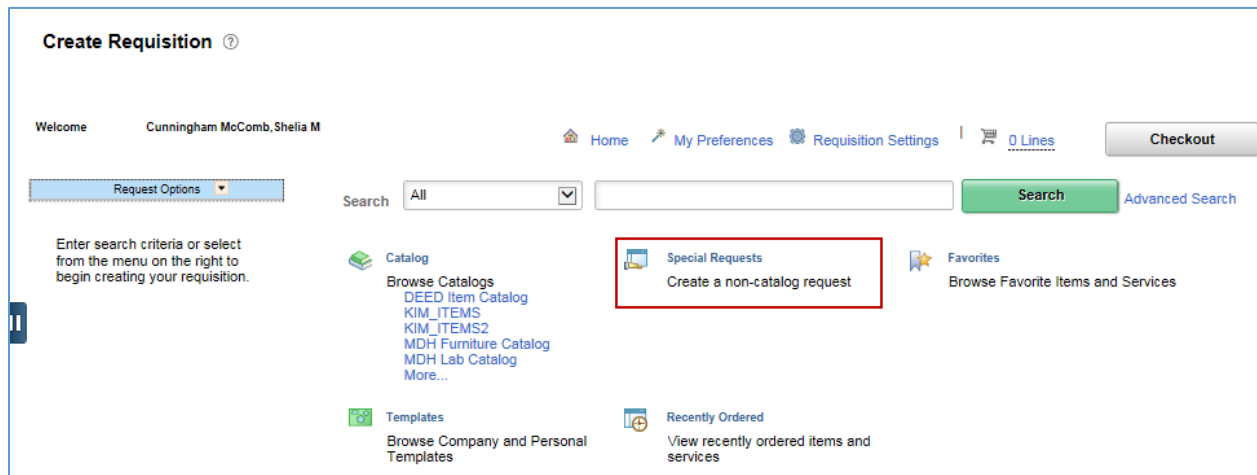 Create Requisition ?
Welcome Cunningham McComb,Shelia M
Home My Preferences Requisition Settings | 0 Lines Checkout
Request Options
Search All Search Advanced Search
Enter search criteria or select
from the menu on the right to
begin creating your requisition.
Catalog
Browse Catalogs
DEED Item Catalog
KIM_ITEMS
KIM_ITEMS2
MDH Furniture Catalog
MDH Lab Catalog
More...
Special Requests
Create a non-catalog request
Favorites
Browse Favorite Items and Services
Templates
Browse Company and Personal
Templates
Recently Ordered
View recently ordered items and
services